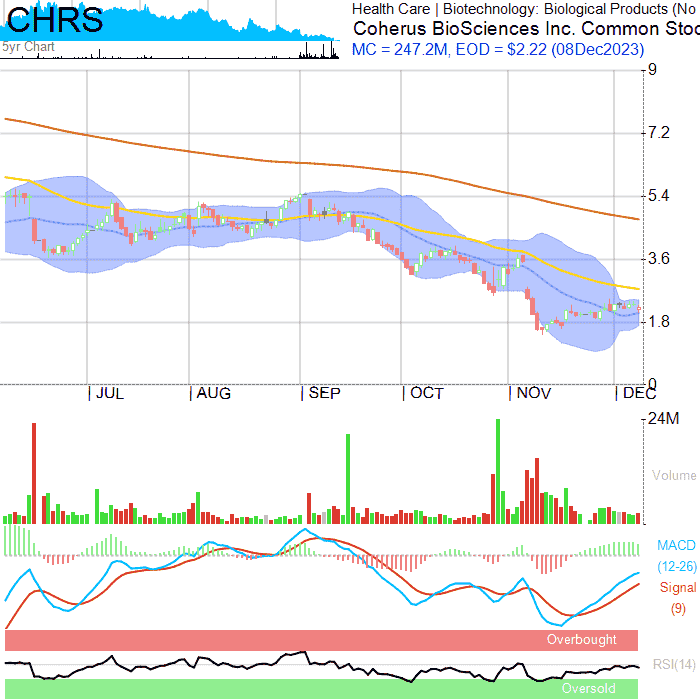 CHRS
5yr Chart
Health Care | Biotechnology: Biological Products (No
Coherus BioSciences Inc. Common Stoc
MC = 247.2M, EOD = $2.22 (08Dec2023)
9
7.2
5.4
3.6
1.8
0
JUL AUG SEP OCT NOV DEC
24M
Volume
MACD
(12-26)
Signal
(9)
Overbought
RSI(14)
Oversold